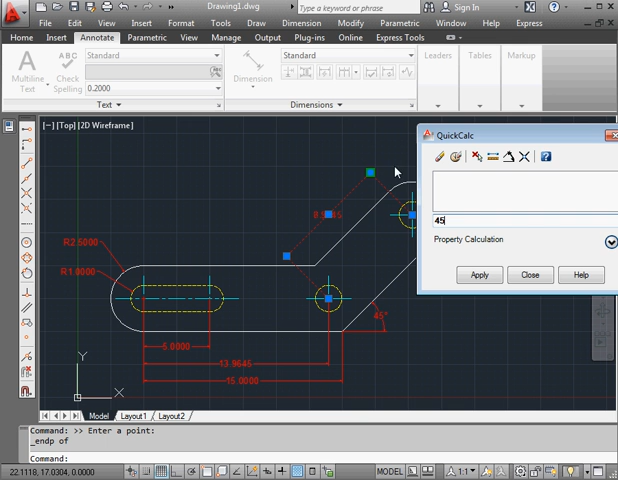 Drawing1.dwg
Type a keyword or phrase
Sign In
File Edit View Insert Format Tools Draw Dimension Modify Parametric Window Help Express
Home Insert Annotate Parametric View Manage Output Plug-ins Online Express Tools
Standard
Standard
Multiline Text
Check Spelling
Dimension
Leaders
Tables
Markup
0.2000
Text
Dimensions
[−] [Top] [2D Wireframe]
QuickCalc
45
Property Calculation
Apply Close Help
R2.5000
R1.0000
45°
5.0000
13.9645
15.0000
Y
X
Model Layout1 Layout2
Command: >> Enter a point:
_endp of
Command:
22.1118, 17.0304, 0.0000
MODEL
1:1